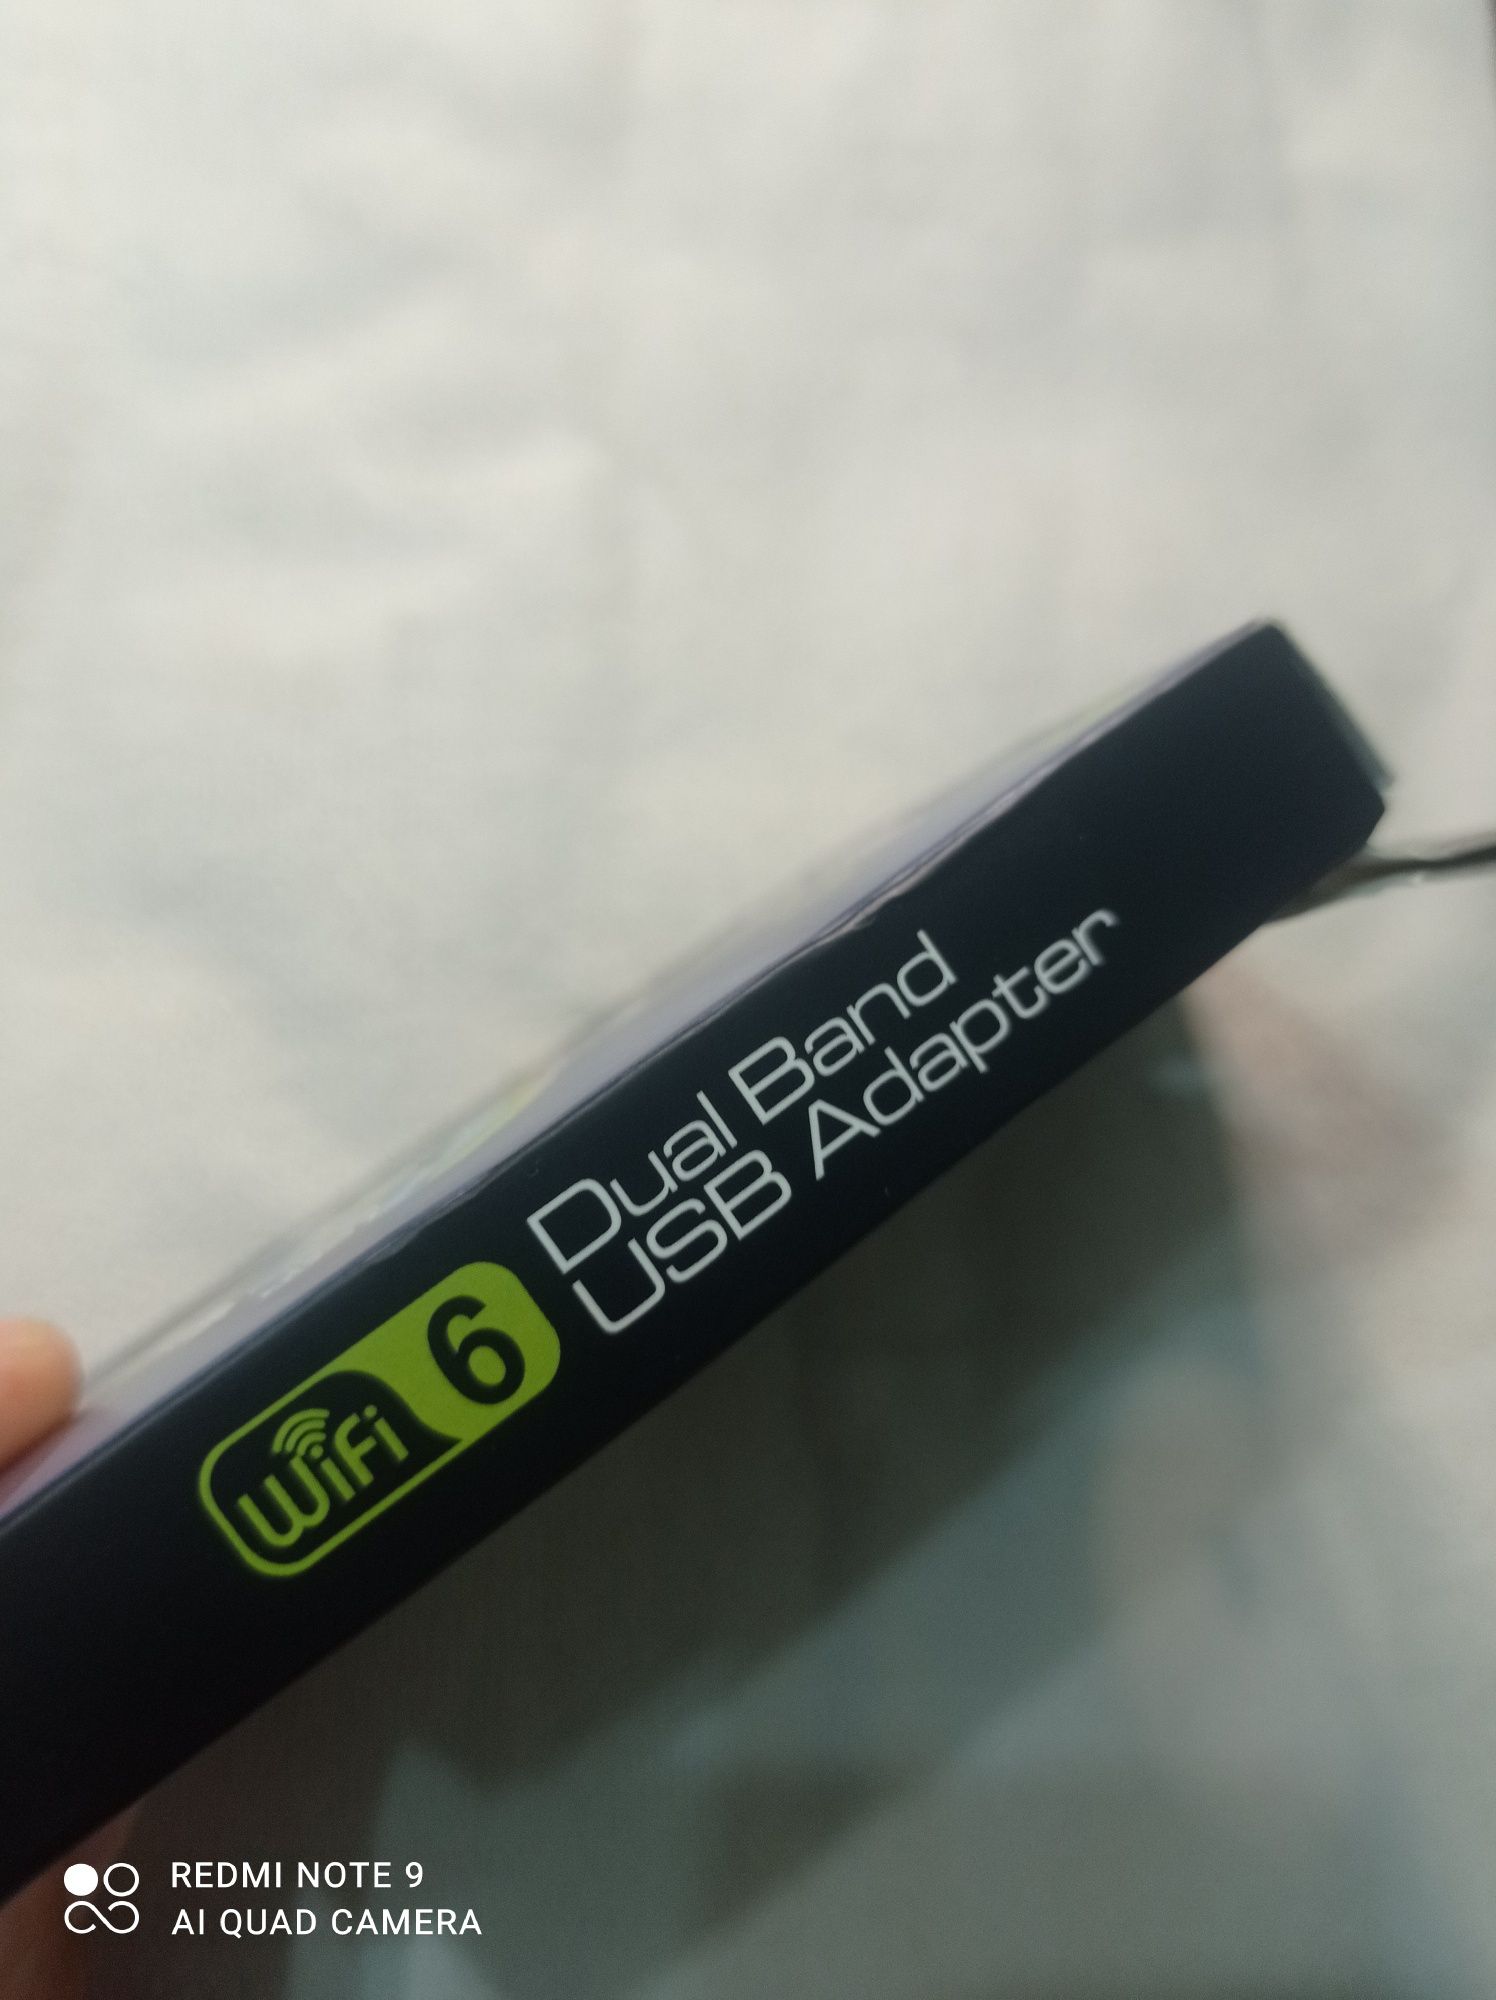 WiFi 6
Dual Band
USB Adapter
REDMI NOTE 9
AI QUAD CAMERA